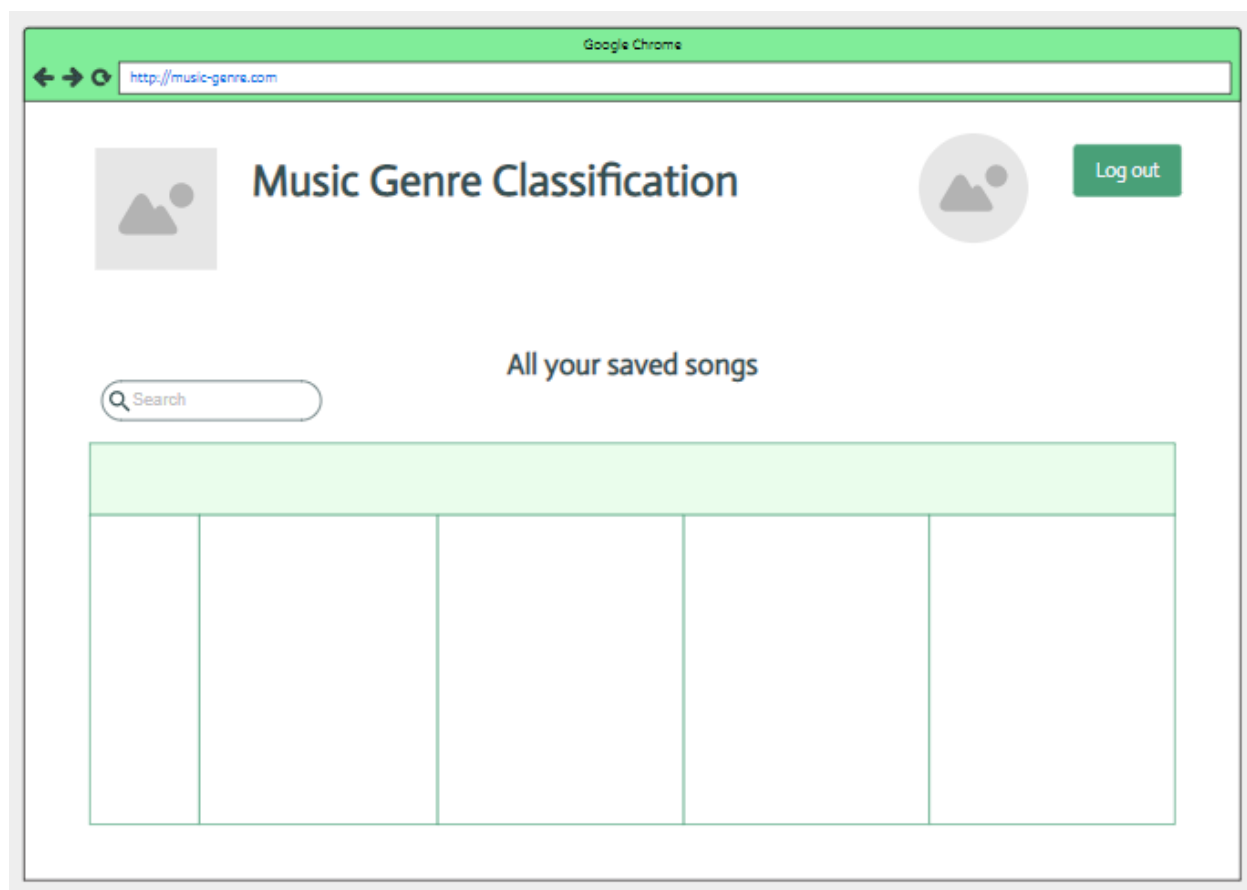 Google Chrome
http://music-genre.com
Music Genre Classification
Log out
All your saved songs
Search